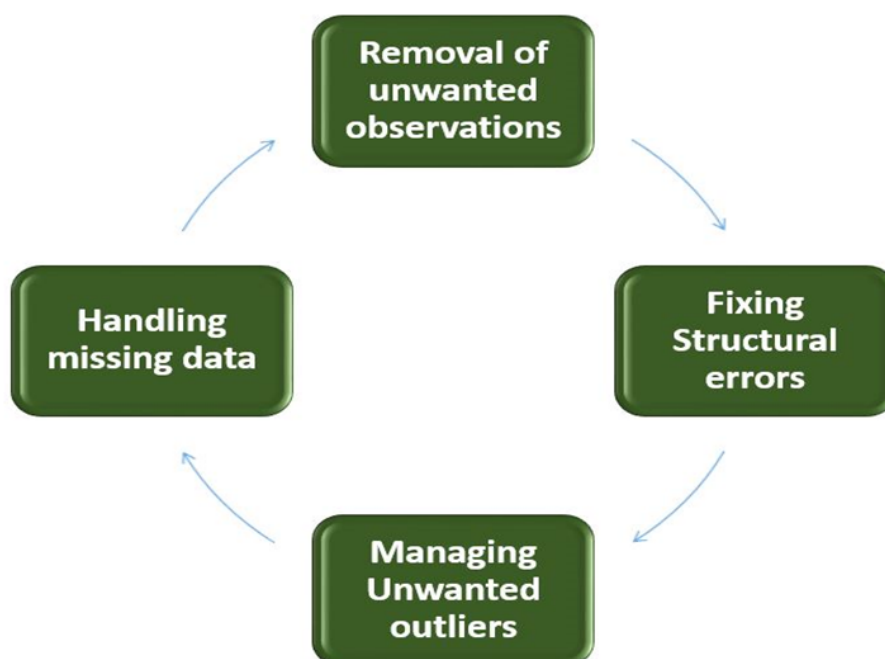 Removal of
unwanted
observations
Fixing
Structural
errors
Managing
Unwanted
outliers
Handling
missing data